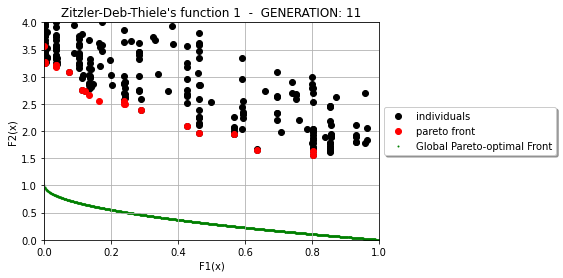 Zitzler-Deb-Thiele's function 1 - GENERATION: 11
4.0
3.5
3.0
2.5
2.0
1.5
1.0
0.5
0.0
F2(x)
0.0 0.2 0.4 0.6 0.8 1.0
F1(x)
individuals
pareto front
Global Pareto-optimal Front